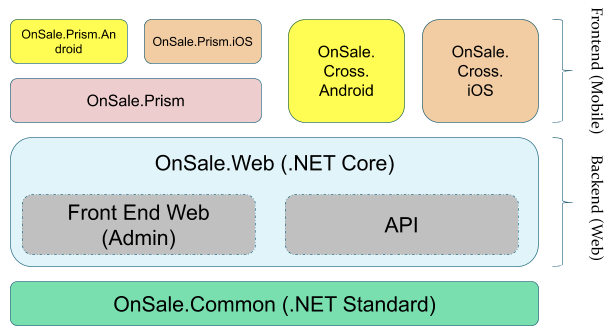 OnSale.Prism.An
droid
OnSale.Prism.iOS
OnSale.Prism
OnSale.
Cross.
Android
OnSale.
Cross.
iOS
Frontend (Mobile)
OnSale.Web (.NET Core)
Front End Web
(Admin)
API
Backend (Web)
OnSale.Common (.NET Standard)